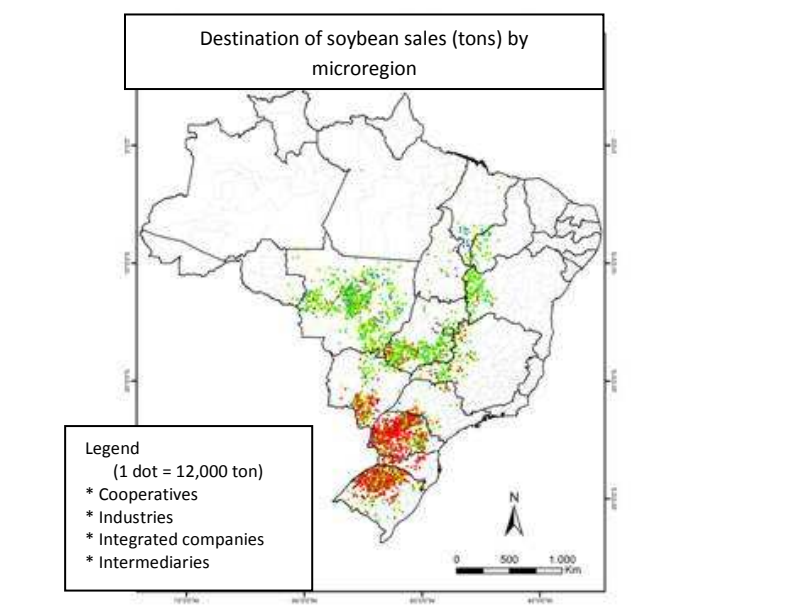 Destination of soybean sales (tons) by
microregion
Legend
(1 dot = 12,000 ton)
* Cooperatives
* Industries
* Integrated companies
* Intermediaries
N
0 500 1.000
Km